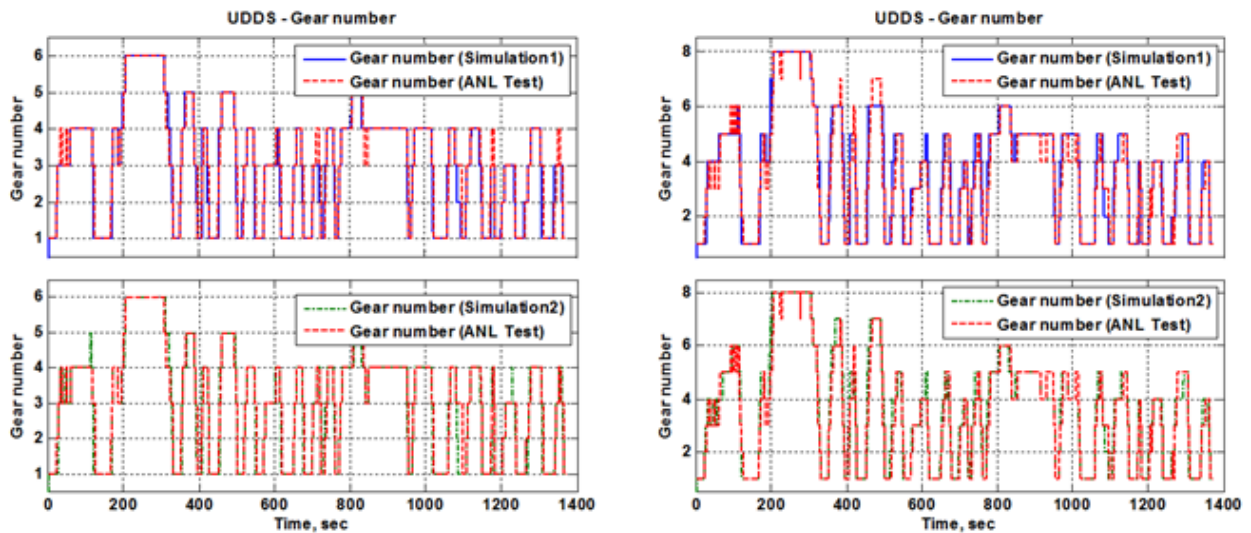 UDDS - Gear number
Gear number
6
5
4
3
2
1
Gear number (Simulation1)
Gear number (ANL Test)
UDDS - Gear number
Gear number
8
6
4
2
Gear number (Simulation1)
Gear number (ANL Test)
Gear number
6
5
4
3
2
1
Gear number (Simulation2)
Gear number (ANL Test)
0 200 400 600 800 1000 1200 1400
Time, sec
Gear number
8
6
4
2
Gear number (Simulation2)
Gear number (ANL Test)
0 200 400 600 800 1000 1200 1400
Time, sec